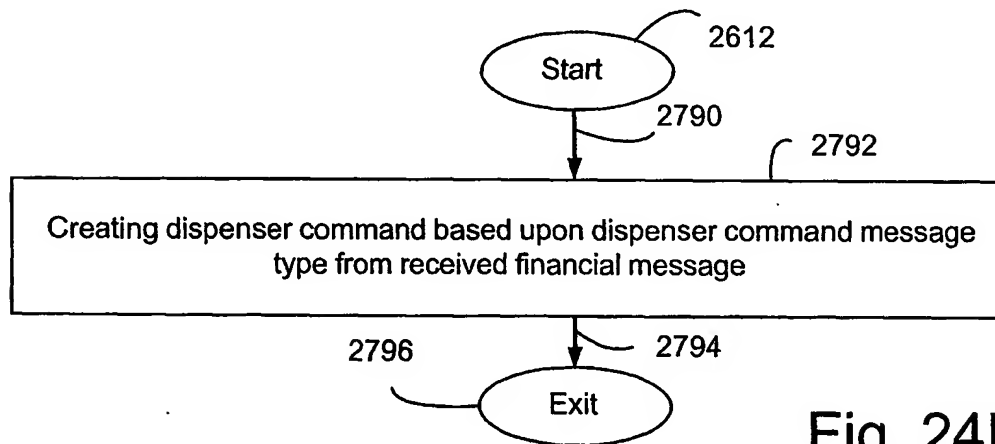 2612
Start
2790
2792
Creating dispenser command based upon dispenser command message
type from received financial message
2796
2794
Exit
Fig.